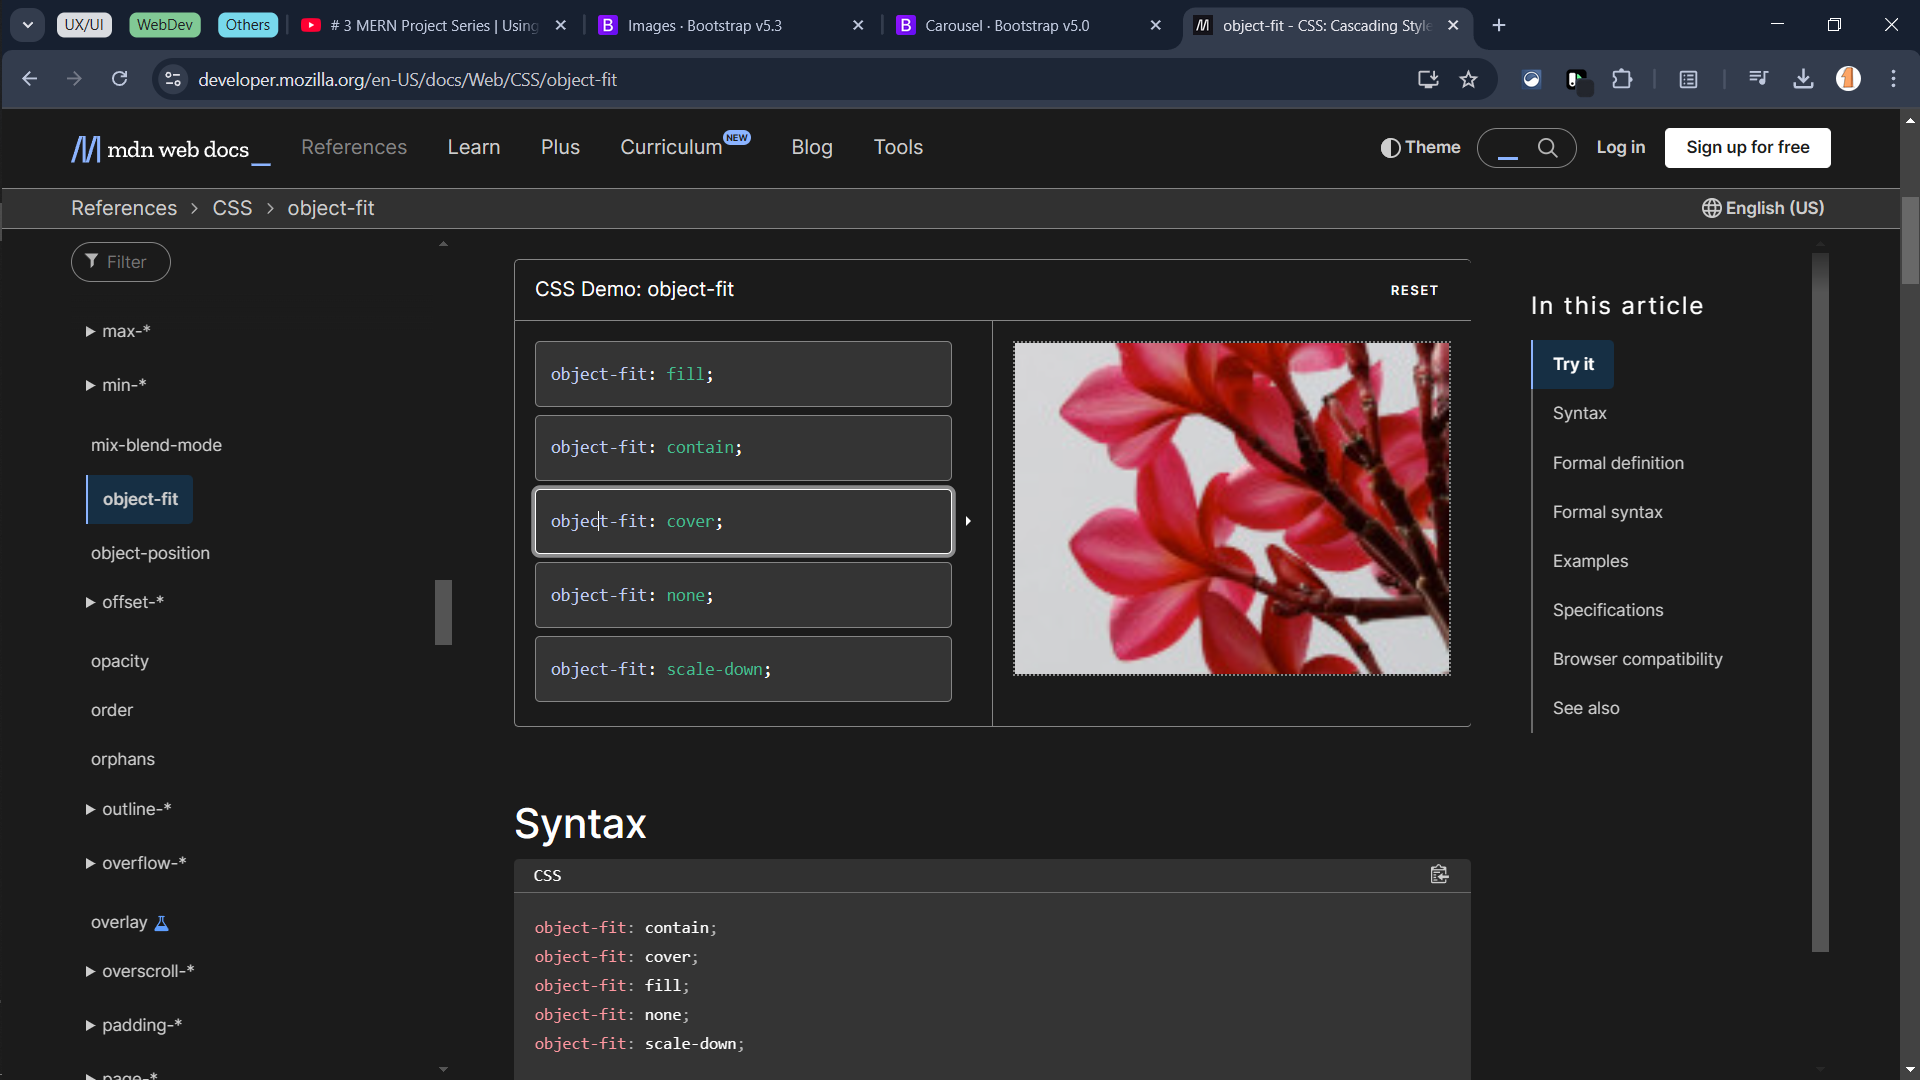 UX/UI
WebDev
Others
# 3 MERN Project Series | Using
Images · Bootstrap v5.3
Carousel · Bootstrap v5.0
object-fit - CSS: Cascading Style
developer.mozilla.org/en-US/docs/Web/CSS/object-fit
mdn web docs_
References
Learn
Plus
Curriculum
NEW
Blog
Tools
Theme
Log in
Sign up for free
References > CSS > object-fit
English (US)
Filter
max-*
min-*
mix-blend-mode
object-fit
object-position
offset-*
opacity
order
orphans
outline-*
overflow-*
overlay
overscroll-*
padding-*
page-*
CSS Demo: object-fit
RESET
object-fit: fill;
object-fit: contain;
object-fit: cover;
object-fit: none;
object-fit: scale-down;
Syntax
CSS
object-fit: contain;
object-fit: cover;
object-fit: fill;
object-fit: none;
object-fit: scale-down;
In this article
Try it
Syntax
Formal definition
Formal syntax
Examples
Specifications
Browser compatibility
See also